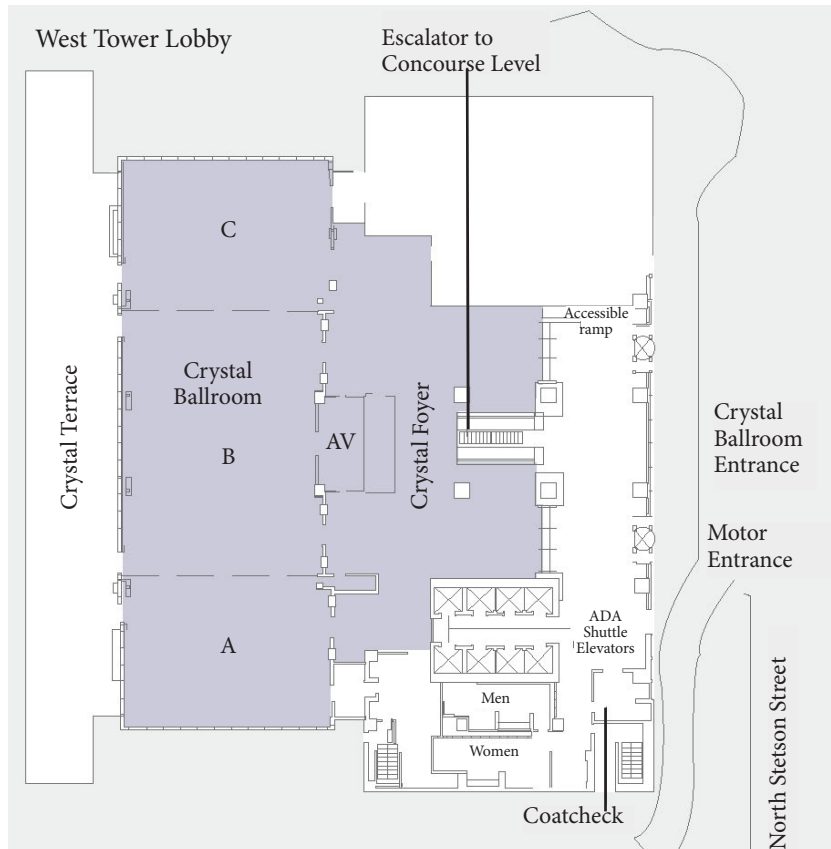 West Tower Lobby
Escalator to
Concourse Level
C
Accessible
ramp
Crystal
Ballroom
Crystal Terrace
B
AV
Crystal Foyer
Crystal
Ballroom
Entrance
Motor
Entrance
A
ADA
Shuttle
Elevators
Men
Women
Coatcheck
North Stetson Street